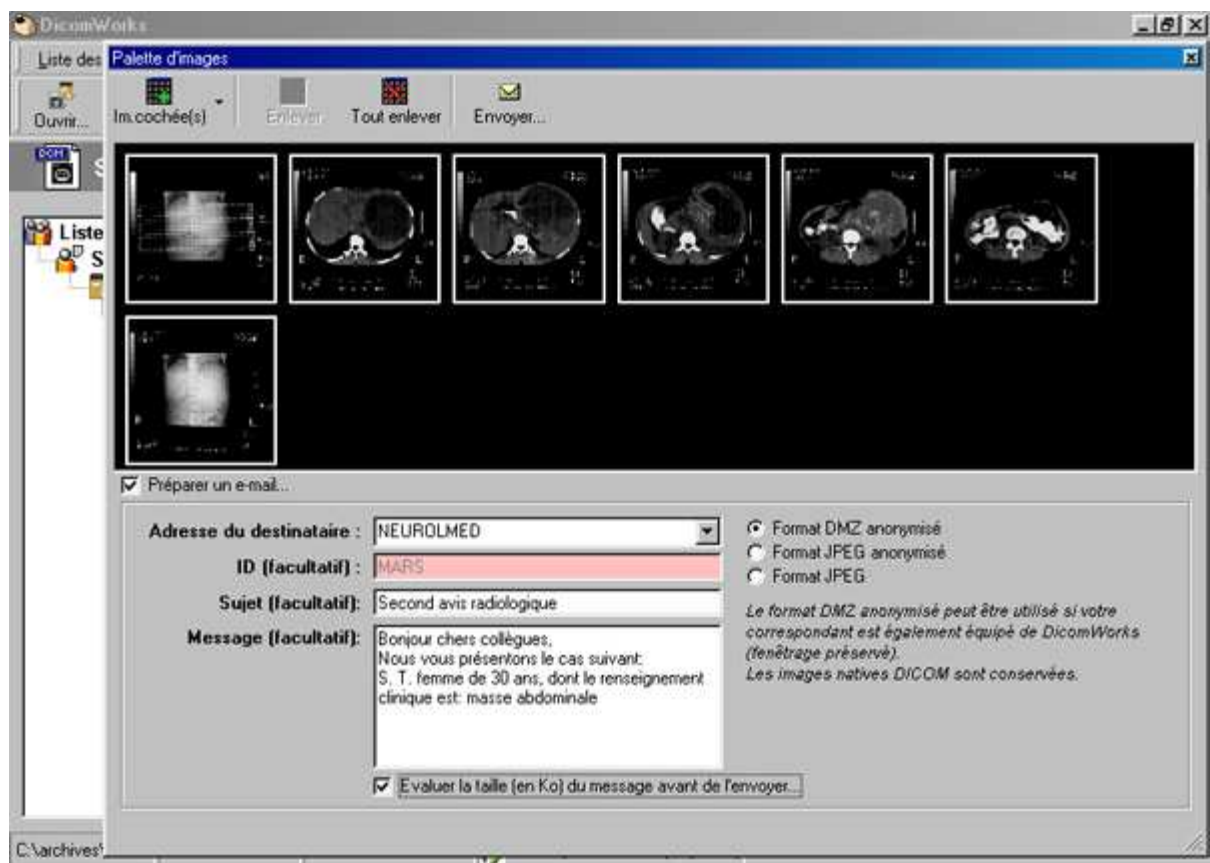 DicomWorks
Liste des
Palette d'images
Ouvrir...
Im.cochée(s)
Enlever
Tout enlever
Envoyer...
DCM
S
Liste
S
Préparer un e-mail...
Adresse du destinataire :
NEUROLMED
ID (facultatif) :
MARS
Sujet (facultatif):
Second avis radiologique
Message (facultatif):
Bonjour chers collègues,
Nous vous présentons le cas suivant:
S. T. femme de 30 ans, dont le renseignement
clinique est: masse abdominale
Format DMZ anonymisé
Format JPEG anonymisé
Format JPEG
Le format DMZ anonymisé peut être utilisé si votre
correspondant est également équipé de DicomWorks
(fenêtrage préservé).
Les images natives DICOM sont conservées.
Evaluer la taille (en Ko) du message avant de l'envoyer...
C:\archives\